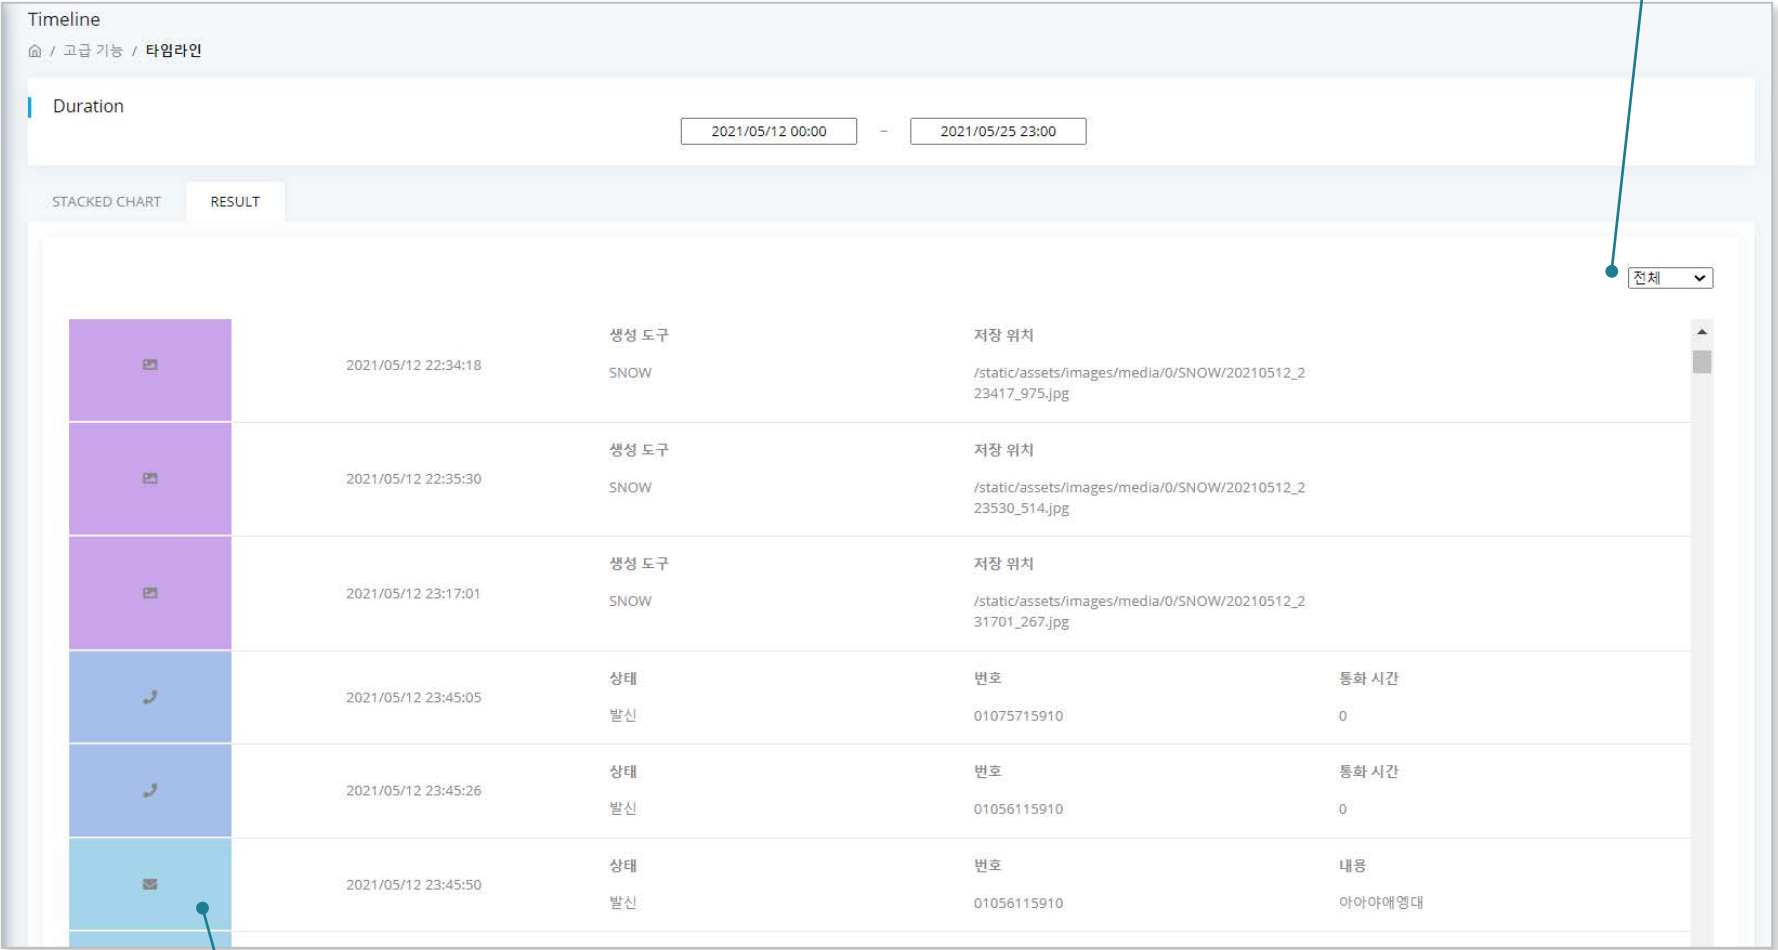 Timeline
/ 고급 기능 / 타임라인
Duration
2021/05/12 00:00 – 2021/05/25 23:00
STACKED CHART RESULT
전체
생성 도구 저장 위치
2021/05/12 22:34:18 SNOW /static/assets/images/media/0/SNOW/20210512_2
23417_975.jpg
생성 도구 저장 위치
2021/05/12 22:35:30 SNOW /static/assets/images/media/0/SNOW/20210512_2
23530_514.jpg
생성 도구 저장 위치
2021/05/12 23:17:01 SNOW /static/assets/images/media/0/SNOW/20210512_2
31701_267.jpg
상태 번호 통화 시간
2021/05/12 23:45:05 발신 01075715910 0
상태 번호 통화 시간
2021/05/12 23:45:26 발신 01056115910 0
상태 번호 내용
2021/05/12 23:45:50 발신 01056115910 아아야애엥대